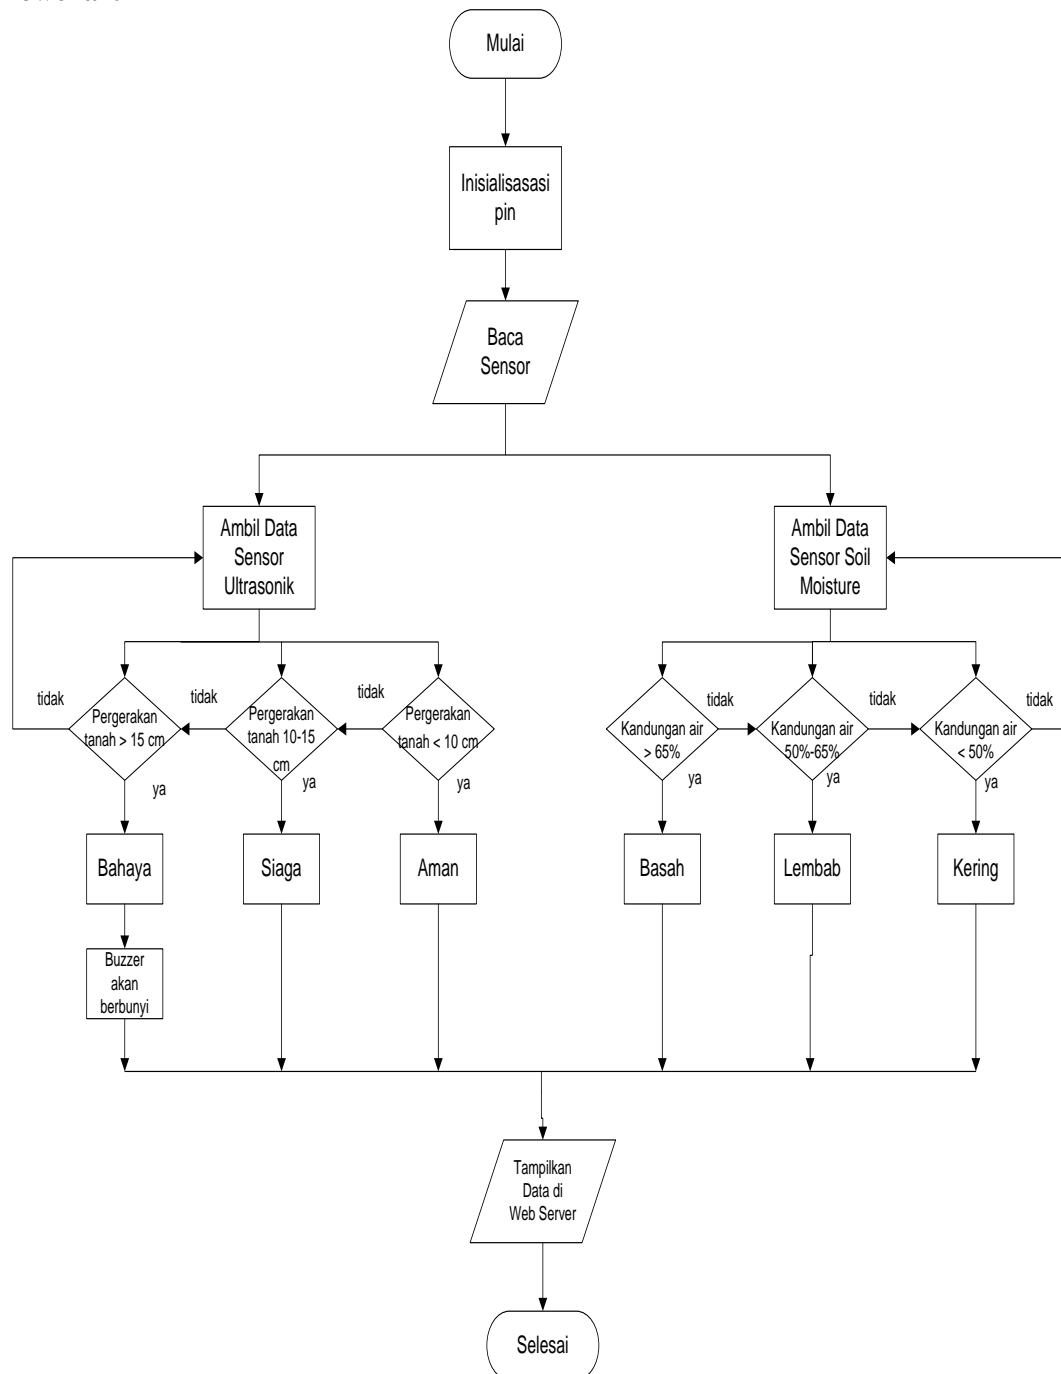 Mulai
Inisialisasasi
pin
Baca
Sensor
Ambil Data
Sensor
Ultrasonik
Ambil Data
Sensor Soil
Moisture
tidak
tidak
tidak
tidak
tidak
tidak
Pergerakan
tanah > 15 cm
Pergerakan
tanah 10-15
cm
Pergerakan
tanah < 10 cm
Kandungan air
> 65%
Kandungan air
50%-65%
Kandungan air
< 50%
ya
ya
ya
ya
ya
ya
Bahaya
Siaga
Aman
Basah
Lembab
Kering
Buzzer
akan
berbunyi
Tampilkan
Data di
Web Server
Selesai